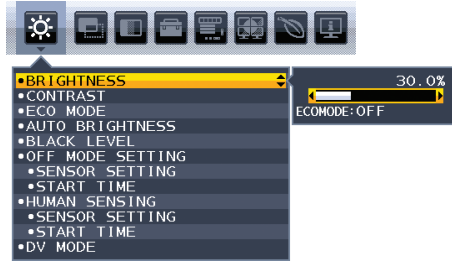 •BRIGHTNESS
30.0%
•CONTRAST
ECOMODE:OFF
•ECO MODE
•AUTO BRIGHTNESS
•BLACK LEVEL
•OFF MODE SETTING
•SENSOR SETTING
•START TIME
•HUMAN SENSING
•SENSOR SETTING
•START TIME
•DV MODE